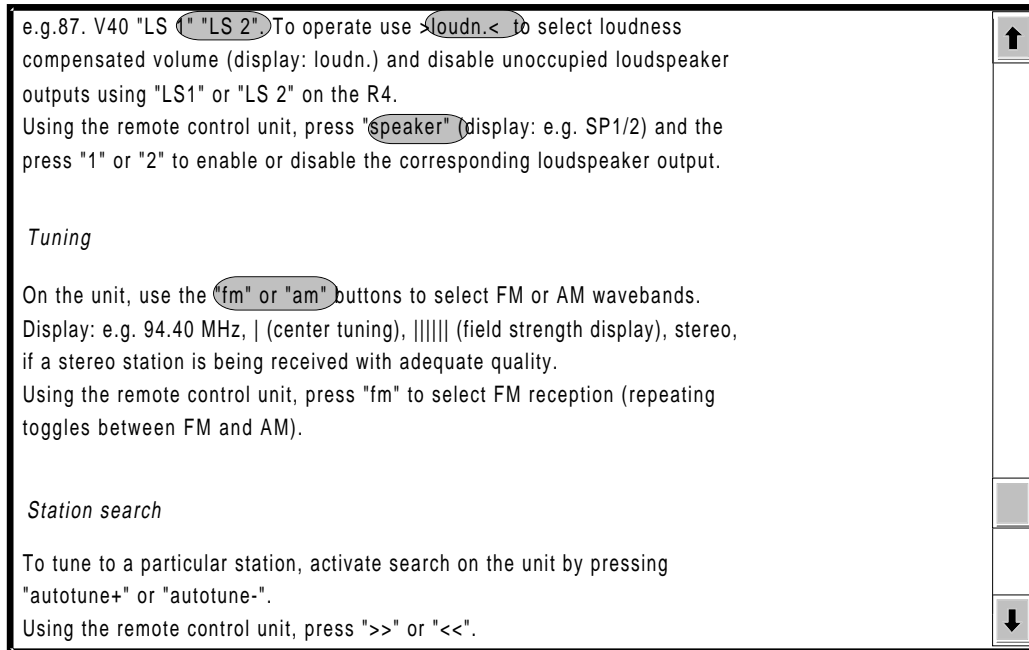 e.g.87. V40 "LS 1" "LS 2". To operate use >loudn.< to select loudness
compensated volume (display: loudn.) and disable unoccupied loudspeaker
outputs using "LS1" or "LS 2" on the R4.
Using the remote control unit, press "speaker" (display: e.g. SP1/2) and the
press "1" or "2" to enable or disable the corresponding loudspeaker output.
Tuning
On the unit, use the "fm" or "am" buttons to select FM or AM wavebands.
Display: e.g. 94.40 MHz, | (center tuning), |||||| (field strength display), stereo,
if a stereo station is being received with adequate quality.
Using the remote control unit, press "fm" to select FM reception (repeating
toggles between FM and AM).
Station search
To tune to a particular station, activate search on the unit by pressing
"autotune+" or "autotune-".
Using the remote control unit, press ">>" or "<<".